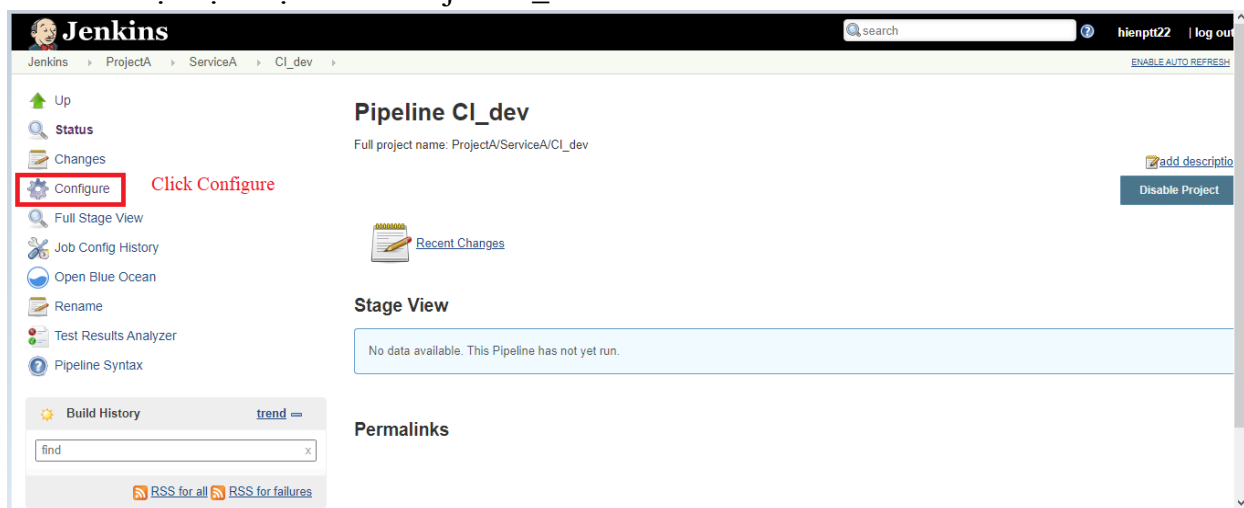 Jenkins
search
hienptt22 | log out
Jenkins ProjectA ServiceA CI_dev
ENABLE AUTO REFRESH
Up
Status
Changes
Configure
Click Configure
Full Stage View
Job Config History
Open Blue Ocean
Rename
Test Results Analyzer
Pipeline Syntax
Build History trend
find x
RSS for all RSS for failures
Pipeline CI_dev
Full project name: ProjectA/ServiceA/CI_dev
add descriptio
Disable Project
Recent Changes
Stage View
No data available. This Pipeline has not yet run.
Permalinks